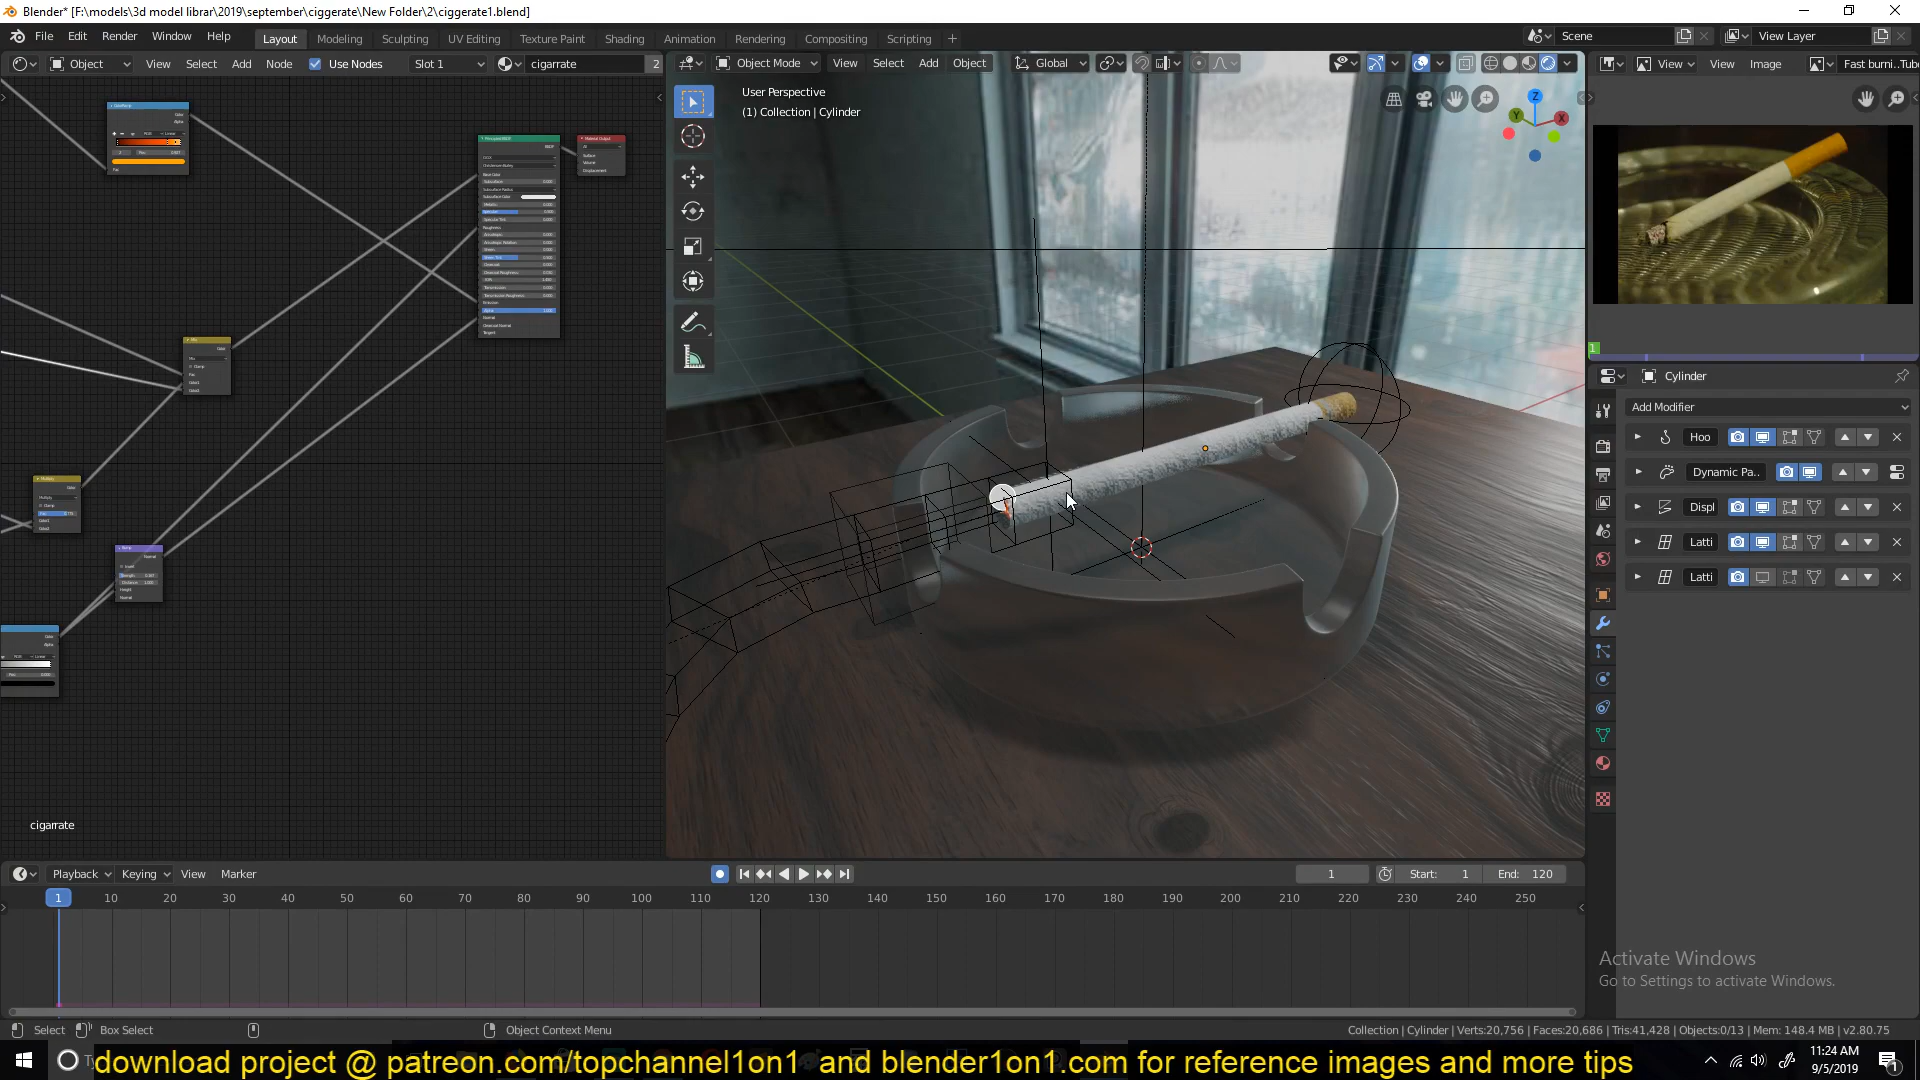 Blender* [F:\models\3d model librar\2019\september\ciggerate\New Folder\2\ciggerate1.blend]
File Edit Render Window Help Layout Modeling Sculpting UV Editing Texture Paint Shading Animation Rendering Compositing Scripting + Scene View Layer
Object View Select Add Node Use Nodes Slot 1 cigarrate 2
Object Mode View Select Add Object Global
View View Image Fast burni..Tube
User Perspective
(1) Collection | Cylinder
Z
Y
X
1
Cylinder
Add Modifier
Hoo
Dynamic Pa..
Displ
Latti
Latti
cigarrate
Playback Keying View Marker 1 Start: 1 End: 120
1 10 20 30 40 50 60 70 80 90 100 110 120 130 140 150 160 170 180 190 200 210 220 230 240 250
Activate Windows
Go to Settings to activate Windows.
Select Box Select Object Context Menu
Collection | Cylinder | Verts:20,756 | Faces:20,686 | Tris:41,428 | Objects:0/13 | Mem: 148.4 MB | v2.80.75
download project @ patreon.com/topchannel1on1 and blender1on1.com for reference images and more tips
11:24 AM
9/5/2019
1